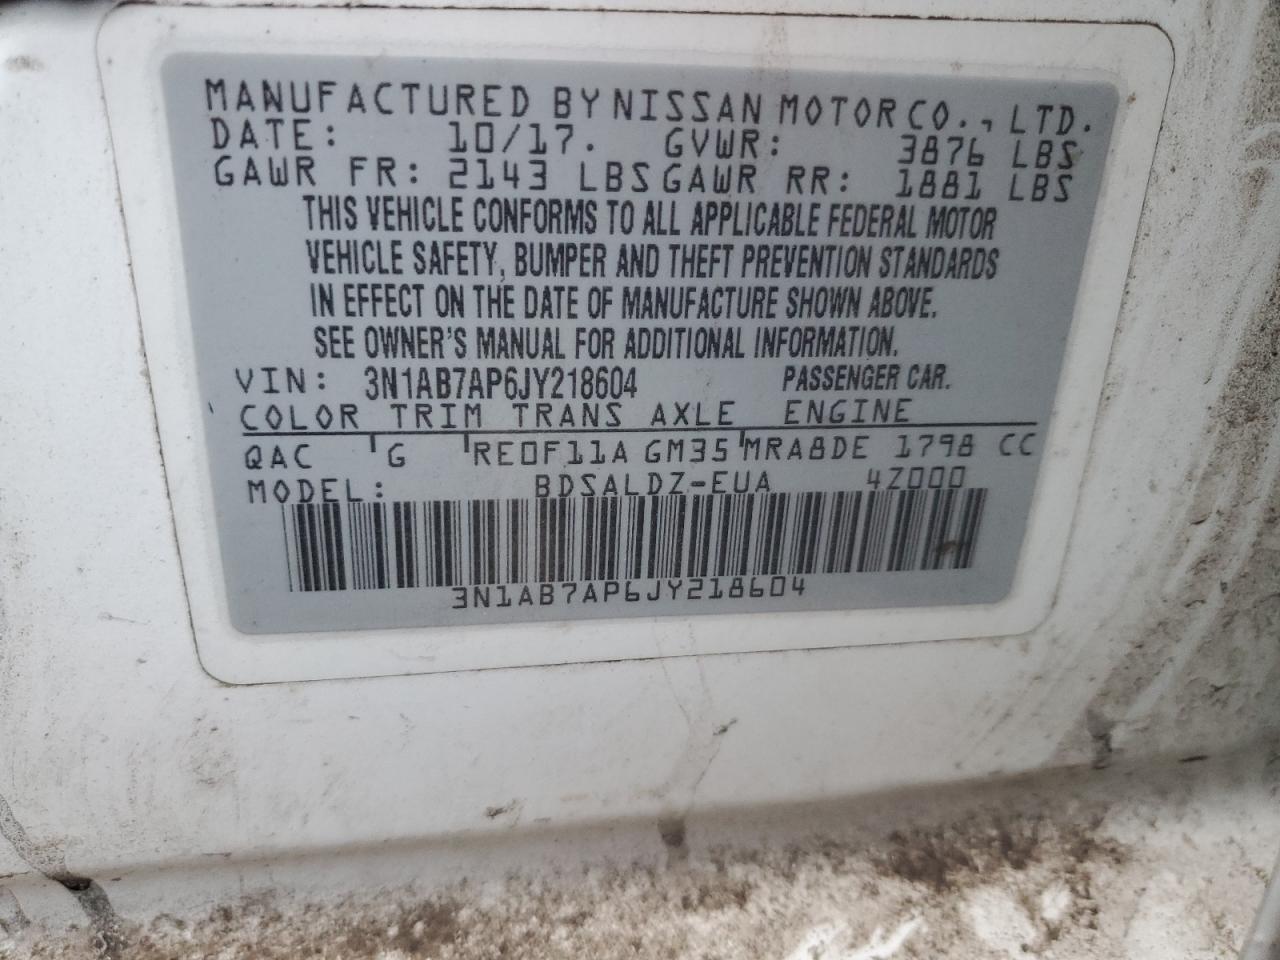 MANUFACTURED BY NISSAN MOTOR CO., LTD.
DATE: 10/17. GVWR: 3876 LBS
GAWR FR: 2143 LBS GAWR RR: 1881 LBS
THIS VEHICLE CONFORMS TO ALL APPLICABLE FEDERAL MOTOR
VEHICLE SAFETY, BUMPER AND THEFT PREVENTION STANDARDS
IN EFFECT ON THE DATE OF MANUFACTURE SHOWN ABOVE.
SEE OWNER'S MANUAL FOR ADDITIONAL INFORMATION.
VIN: 3N1AB7AP6JY218604 PASSENGER CAR.
COLOR TRIM TRANS AXLE ENGINE
QAC G RE0F11A GM35 MRA8DE 1798 CC
MODEL: BDSALDZ-EUA 4Z000
3N1AB7AP6JY218604